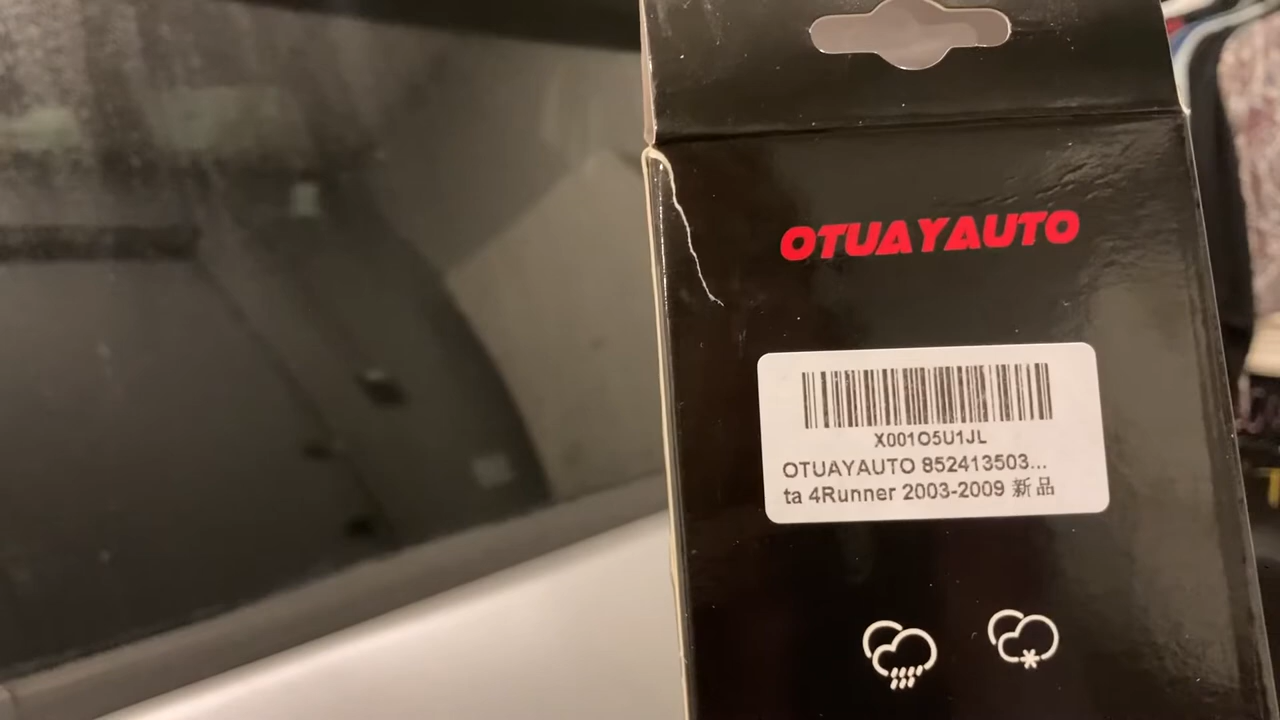 OTUAYAUTO
X001O5U1JL
OTUAYAUTO 852413503...
ta 4Runner 2003-2009 新品